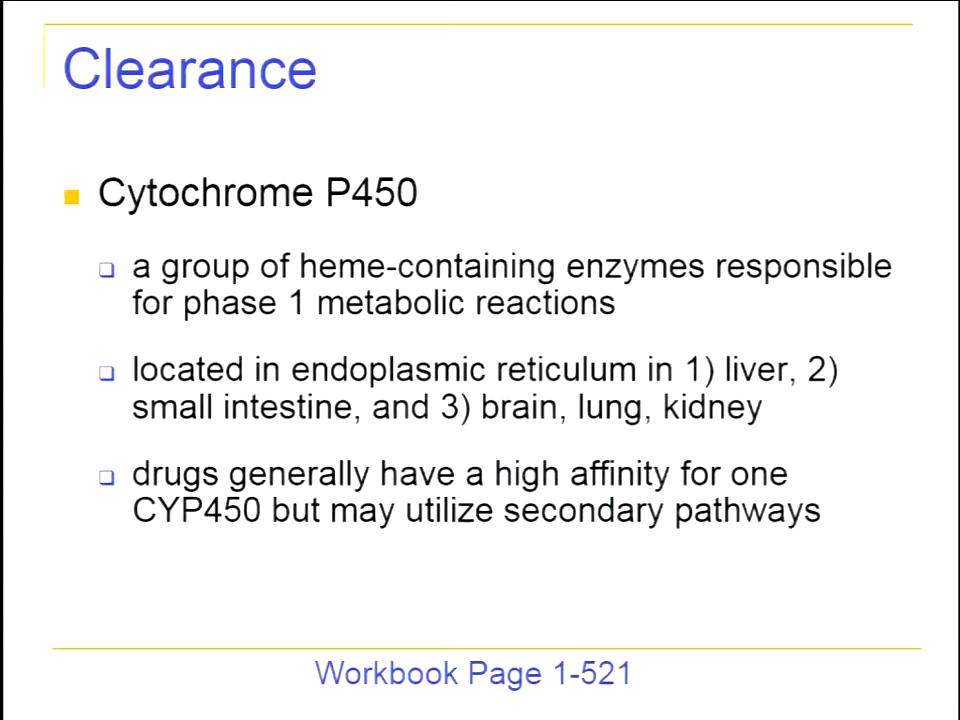 Clearance
Cytochrome P450
a group of heme-containing enzymes responsible
for phase 1 metabolic reactions
located in endoplasmic reticulum in 1) liver, 2)
small intestine, and 3) brain, lung, kidney
drugs generally have a high affinity for one
CYP450 but may utilize secondary pathways
Workbook Page 1-521